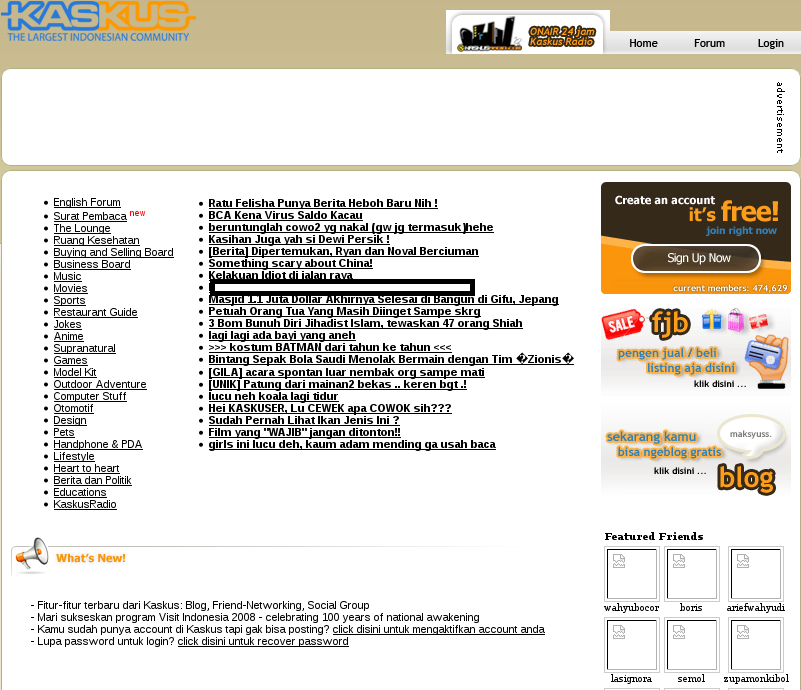 KASKUS
THE LARGEST INDONESIAN COMMUNITY
ONAIR 24 jam
Kaskus Radio
Home
Forum
Login
advertisement
English Forum
Surat Pembaca new
The Lounge
Ruang Kesehatan
Buying and Selling Board
Business Board
Music
Movies
Sports
Restaurant Guide
Jokes
Anime
Supranatural
Games
Model Kit
Outdoor Adventure
Computer Stuff
Otomotif
Design
Pets
Handphone & PDA
Lifestyle
Heart to heart
Berita dan Politik
Educations
KaskusRadio
Ratu Felisha Punya Berita Heboh Baru Nih !
BCA Kena Virus Saldo Kacau
beruntunglah cowo2 yg nakal (gw jg termasuk)hehe
Kasihan Juga yah si Dewi Persik !
[Berita] Dipertemukan, Ryan dan Noval Berciuman
Something scary about China!
Kelakuan Idiot di jalan raya
Masjid 1.1 Juta Dollar Akhirnya Selesai di Bangun di Gifu, Jepang
Petuah Orang Tua Yang Masih Diinget Sampe skrg
3 Bom Bunuh Diri Jihadist Islam, tewaskan 47 orang Shiah
lagi lagi ada bayi yang aneh
>>> kostum BATMAN dari tahun ke tahun <<<
Bintang Sepak Bola Saudi Menolak Bermain dengan Tim �Zionis�
[GILA] acara spontan luar nembak org sampe mati
[UNIK] Patung dari mainan2 bekas .. keren bgt .!
lucu neh koala lagi tidur
Hei KASKUSER, Lu CEWEK apa COWOK sih???
Sudah Pernah Lihat Ikan Jenis Ini ?
Film yang "WAJIB" jangan ditonton!!
girls ini lucu deh, kaum adam mending ga usah baca
Create an account
it's free!
join right now
Sign Up Now
current members: 474,629
SALE fjb
pengen jual / beli
listing aja disini
klik disini ...
maksyuss.
sekarang kamu
bisa ngeblog gratis
klik disini ...
blog
What's New!
- Fitur-fitur terbaru dari Kaskus: Blog, Friend-Networking, Social Group
- Mari sukseskan program Visit Indonesia 2008 - celebrating 100 years of national awakening
- Kamu sudah punya account di Kaskus tapi gak bisa posting? click disini untuk mengaktifkan account anda
- Lupa password untuk login? click disini untuk recover password
Featured Friends
wahyubocor
boris
ariefwahyudi
lasignora
semol
zupamonkibol